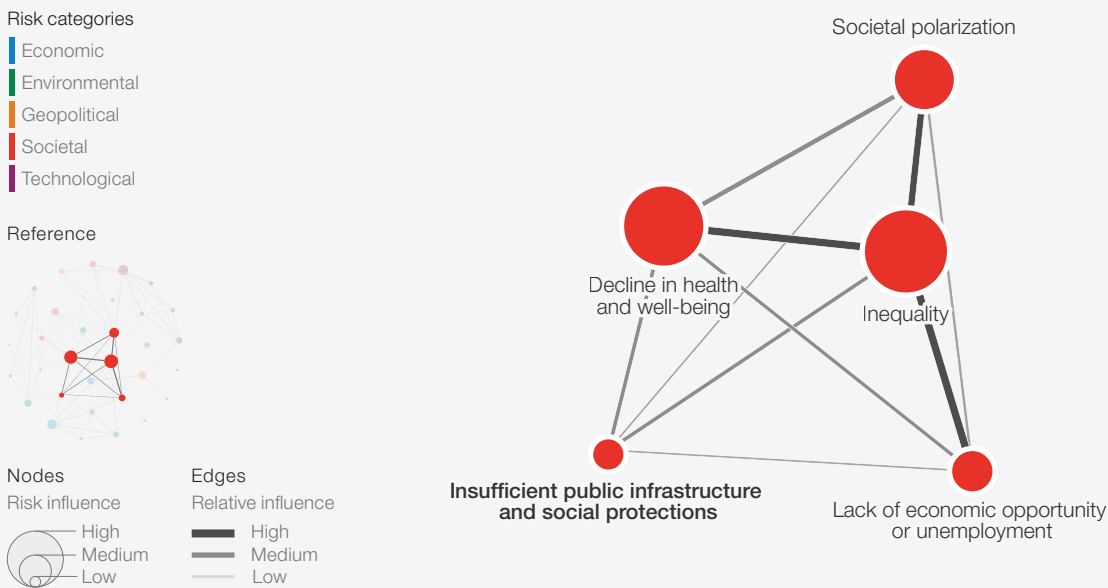 Risk categories
Economic
Environmental
Geopolitical
Societal
Technological
Reference
Nodes
Risk influence
High
Medium
Low
Edges
Relative influence
High
Medium
Low
Societal polarization
Decline in health
and well-being
Inequality
Insufficient public infrastructure
and social protections
Lack of economic opportunity
or unemployment